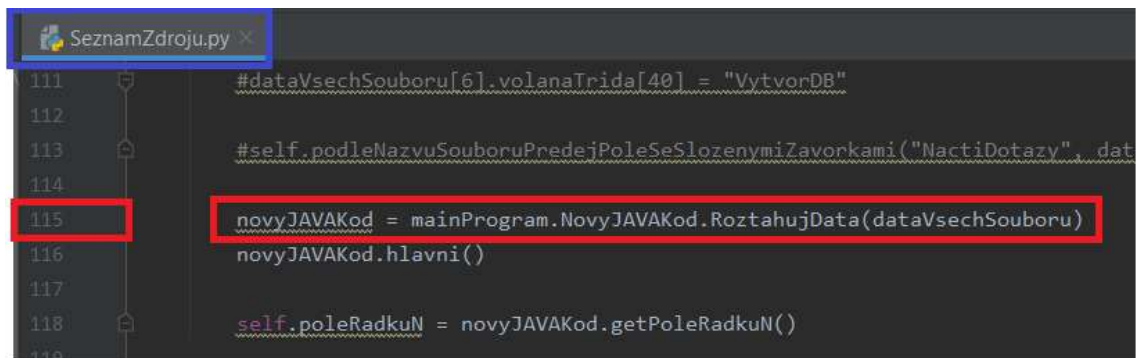 SeznamZdroju.py ×
111 #dataVsechSouboru[6].volanaTrida[40] = "VytvorDB"
112
113 #self.podleNazvuSouboruPredejPoleSeSlozenymiZavorkami("NactiDotazy", dat
114
115 novyJAVAKod = mainProgram.NovyJAVAKod.RoztahujData(dataVsechSouboru)
116 novyJAVAKod.hlavni()
117
118 self.poleRadkuN = novyJAVAKod.getPoleRadkuN()
119